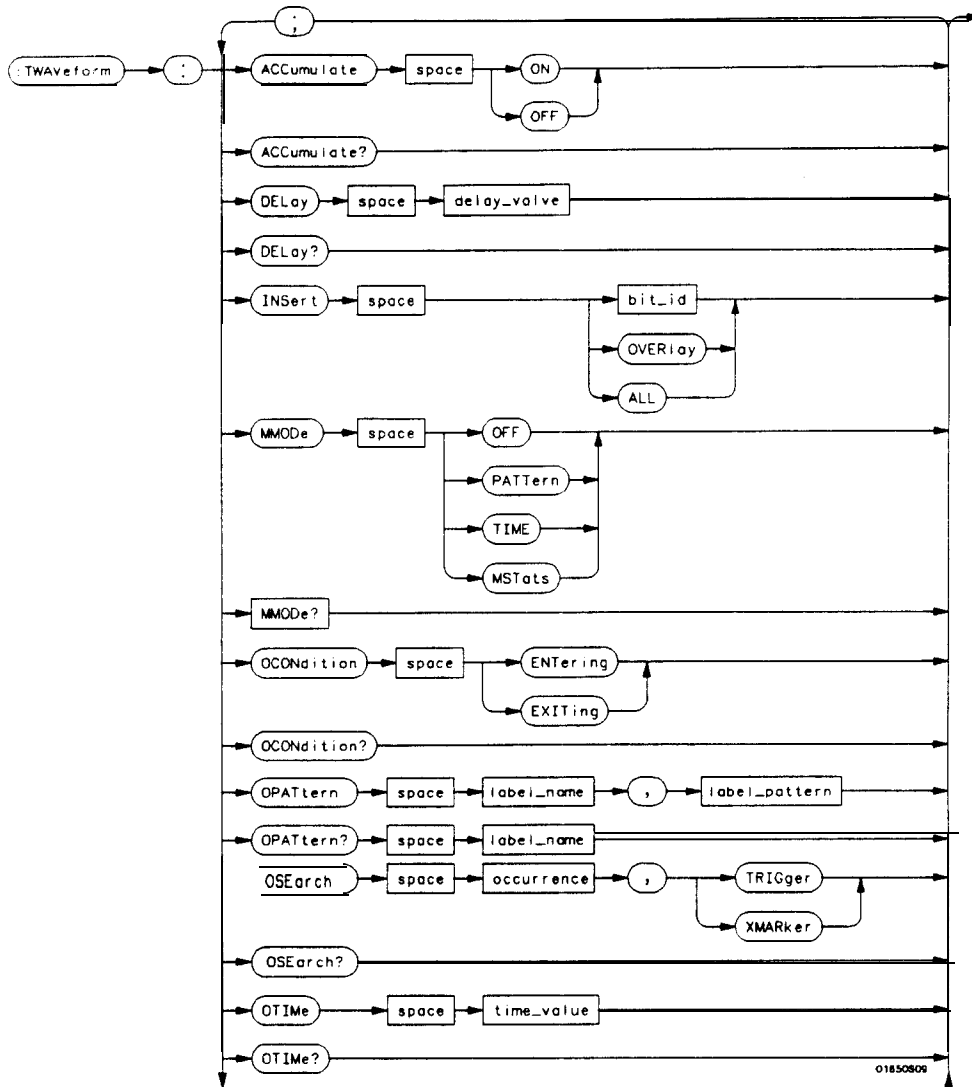 ;
:TWAveform : ACCumulate space ON
OFF
ACCumulate?
DELay space delay_valve
DELay?
INSert space bit_id
OVERlay
ALL
MMODe space OFF
PATTern
TIME
MSTats
MMODe?
OCONdition space ENTering
EXITing
OCONdition?
OPATtern space label_name , label_pattern
OPATtern? space label_name
OSEarch space occurrence , TRIGger
XMARker
OSEarch?
OTIMe space time_value
OTIMe?
01650S09